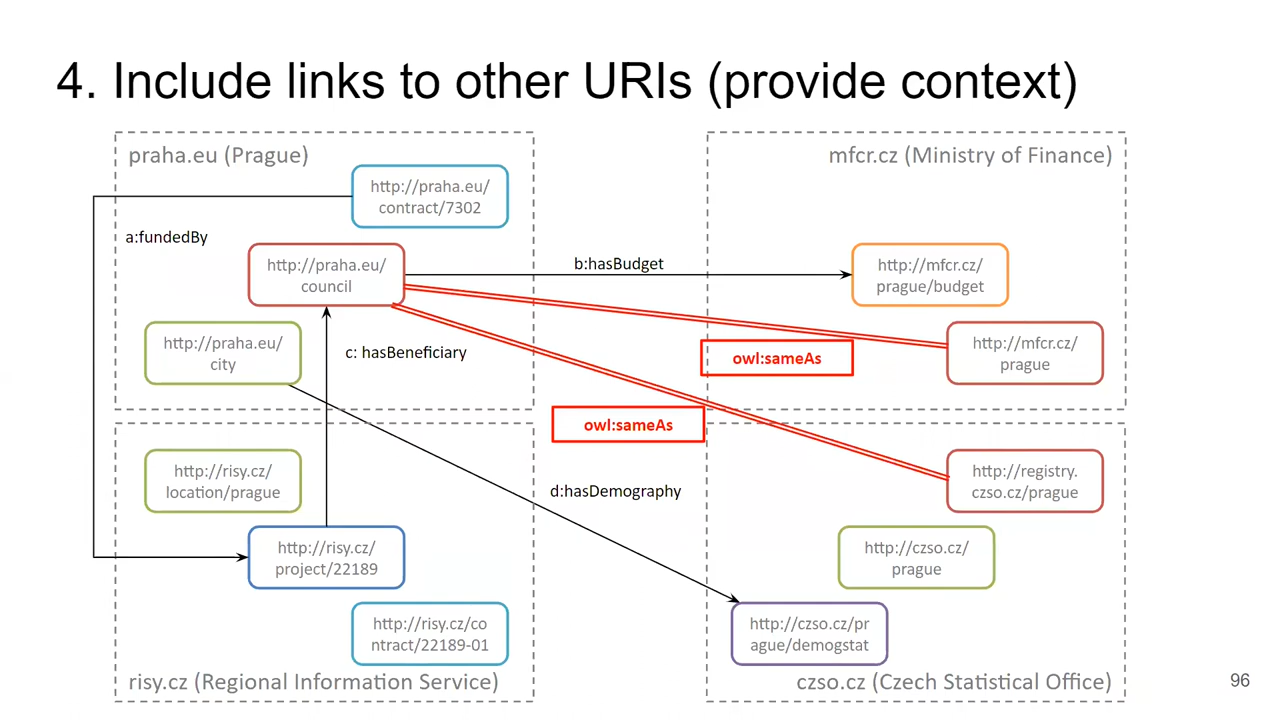 4. Include links to other URIs (provide context)
praha.eu (Prague)
http://praha.eu/
contract/7302
a:fundedBy
http://praha.eu/
council
http://praha.eu/
city
c: hasBeneficiary
b:hasBudget
mfcr.cz (Ministry of Finance)
http://mfcr.cz/
prague/budget
http://mfcr.cz/
prague
owl:sameAs
owl:sameAs
http://risy.cz/
location/prague
http://risy.cz/
project/22189
http://risy.cz/co
ntract/22189-01
risy.cz (Regional Information Service)
d:hasDemography
http://registry.
czso.cz/prague
http://czso.cz/
prague
http://czso.cz/pr
ague/demogstat
czso.cz (Czech Statistical Office)
96